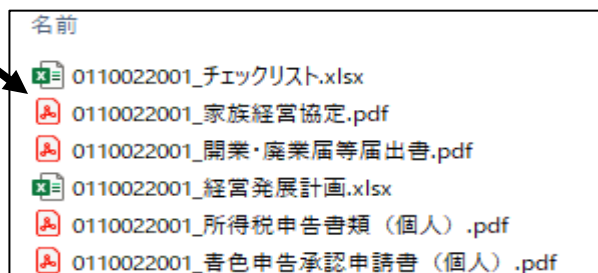 名前
0110022001_チェックリスト.xlsx
0110022001_家族経営協定.pdf
0110022001_開業・廃業届等届出書.pdf
0110022001_経営発展計画.xlsx
0110022001_所得税申告書類（個人）.pdf
0110022001_青色申告承認申請書（個人）.pdf